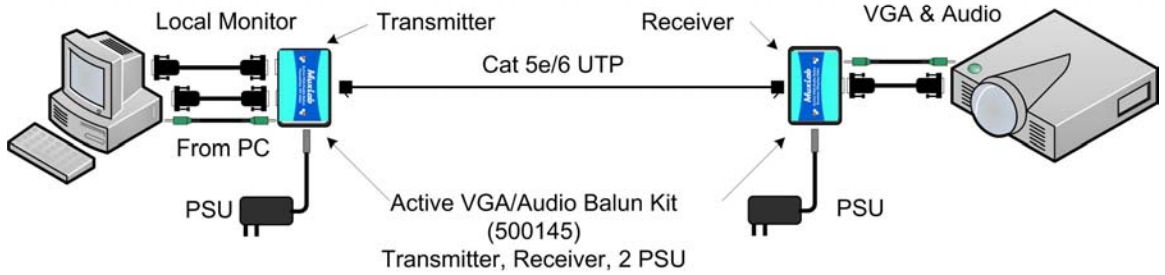 Local Monitor
Transmitter
Receiver
VGA & Audio
Cat 5e/6 UTP
MuxLab
MuxLab
From PC
PSU
Active VGA/Audio Balun Kit
(500145)
Transmitter, Receiver, 2 PSU
PSU